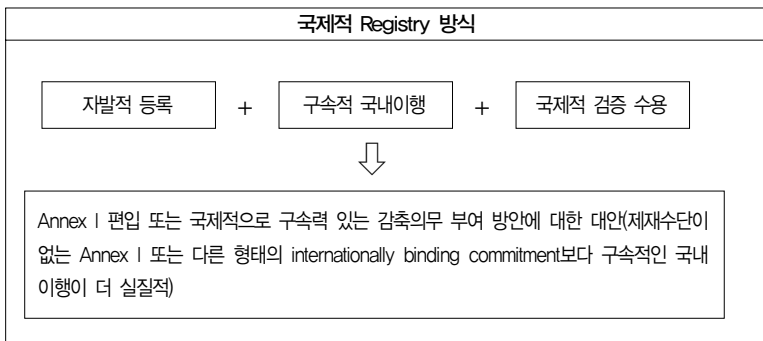 국제적 Registry 방식
자발적 등록 + 구속적 국내이행 + 국제적 검증 수용
Annex Ⅰ 편입 또는 국제적으로 구속력 있는 감축의무 부여 방안에 대한 대안(제재수단이
없는 Annex Ⅰ 또는 다른 형태의 internationally binding commitment보다 구속적인 국내
이행이 더 실질적)